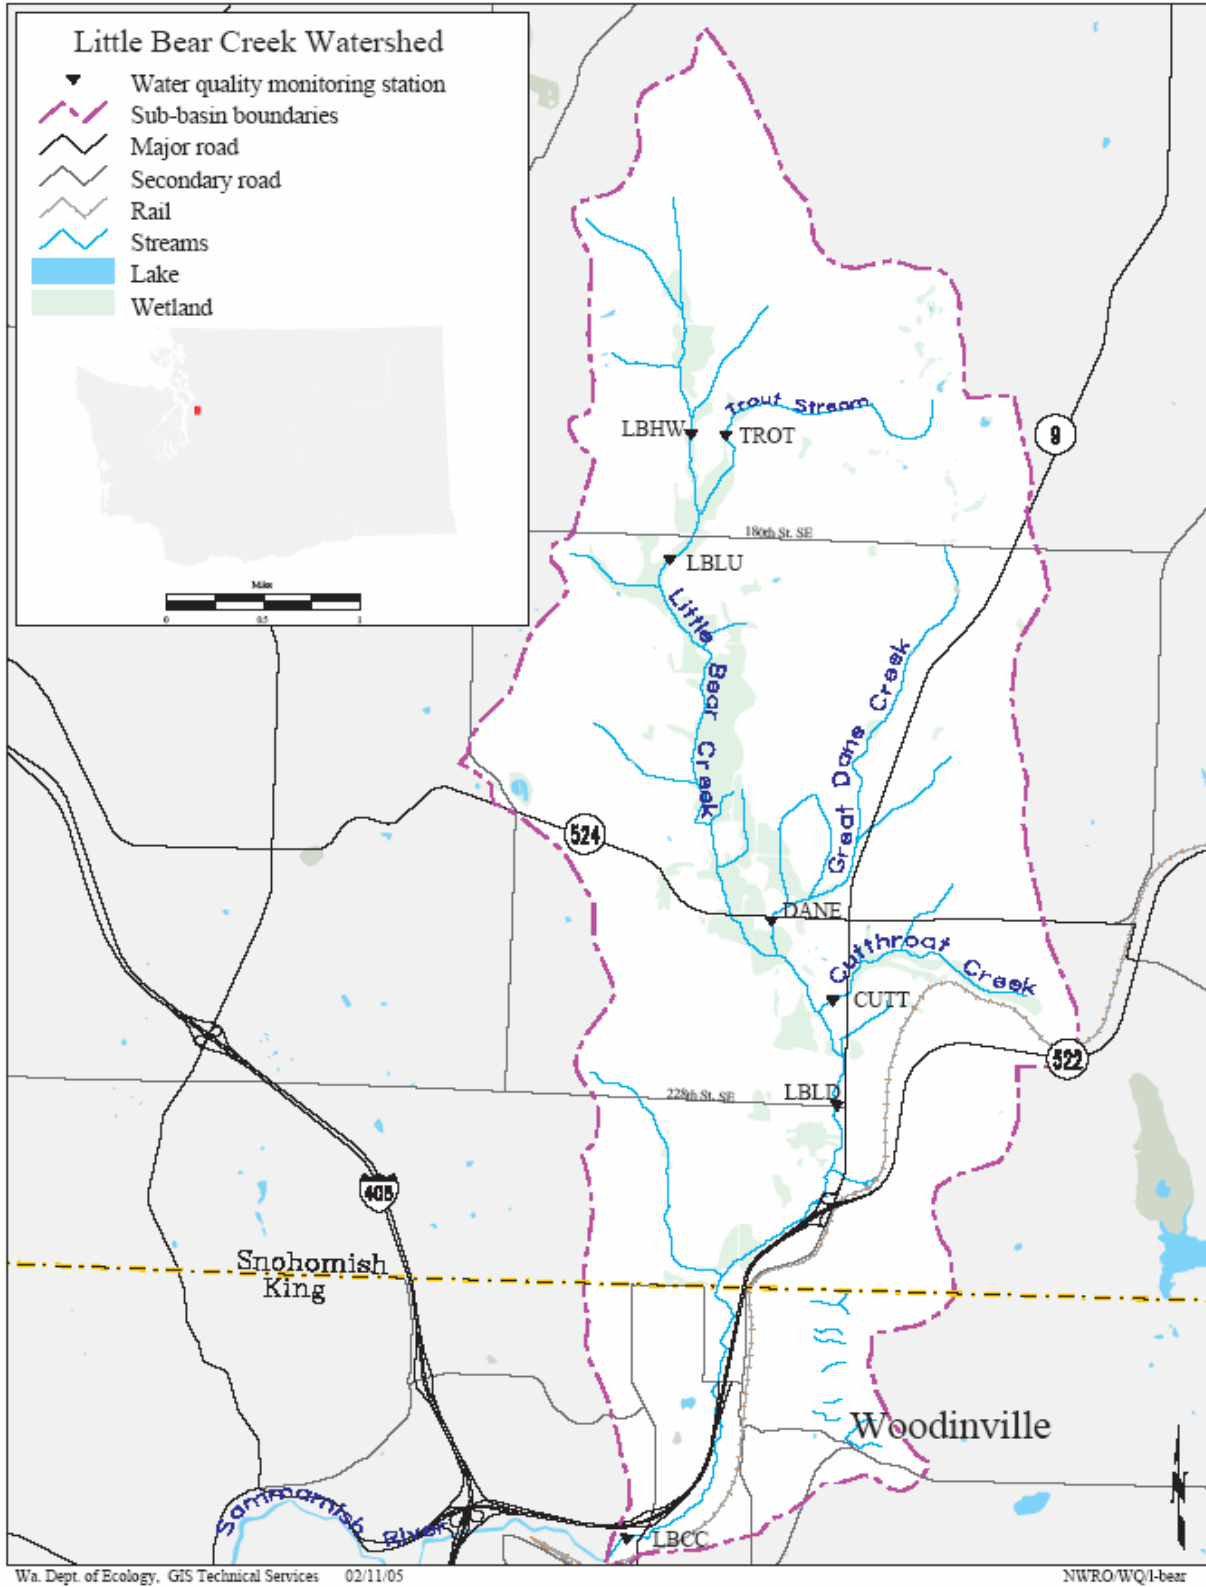 Little Bear Creek Watershed
Water quality monitoring station
Sub-basin boundaries
Major road
Secondary road
Rail
Streams
Lake
Wetland
Miles
0 0.5 1
Trout Stream
LBHW
TROT
9
180th St. SE
LBLU
Little Bear Creek
Great Dane Creek
524
DANE
Cutthroat Creek
CUTT
522
228th St. SE
LBLD
405
Snohomish
King
Woodinville
Sammamish River
LBCC
N
Wa. Dept. of Ecology, GIS Technical Services 02/11/05
NWRO/WQ/l-bear